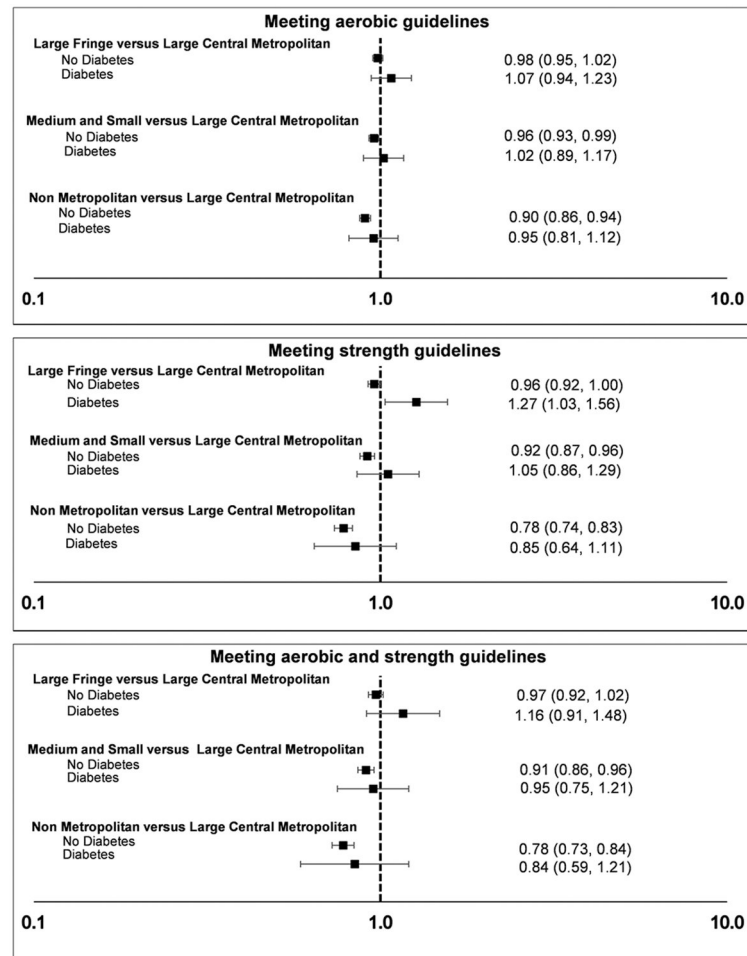 Meeting aerobic guidelines
Large Fringe versus Large Central Metropolitan
No Diabetes 0.98 (0.95, 1.02)
Diabetes 1.07 (0.94, 1.23)
Medium and Small versus Large Central Metropolitan
No Diabetes 0.96 (0.93, 0.99)
Diabetes 1.02 (0.89, 1.17)
Non Metropolitan versus Large Central Metropolitan
No Diabetes 0.90 (0.86, 0.94)
Diabetes 0.95 (0.81, 1.12)
0.1 1.0 10.0
Meeting strength guidelines
Large Fringe versus Large Central Metropolitan
No Diabetes 0.96 (0.92, 1.00)
Diabetes 1.27 (1.03, 1.56)
Medium and Small versus Large Central Metropolitan
No Diabetes 0.92 (0.87, 0.96)
Diabetes 1.05 (0.86, 1.29)
Non Metropolitan versus Large Central Metropolitan
No Diabetes 0.78 (0.74, 0.83)
Diabetes 0.85 (0.64, 1.11)
0.1 1.0 10.0
Meeting aerobic and strength guidelines
Large Fringe versus Large Central Metropolitan
No Diabetes 0.97 (0.92, 1.02)
Diabetes 1.16 (0.91, 1.48)
Medium and Small versus Large Central Metropolitan
No Diabetes 0.91 (0.86, 0.96)
Diabetes 0.95 (0.75, 1.21)
Non Metropolitan versus Large Central Metropolitan
No Diabetes 0.78 (0.73, 0.84)
Diabetes 0.84 (0.59, 1.21)
0.1 1.0 10.0